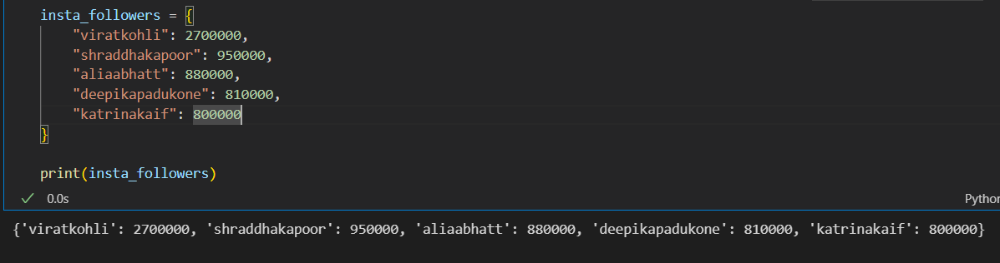 insta_followers = {
    "viratkohli": 2700000,
    "shraddhakapoor": 950000,
    "aliaabhatt": 880000,
    "deepikapadukone": 810000,
    "katrinakaif": 800000
}
print(insta_followers)
0.0s
Python
{'viratkohli': 2700000, 'shraddhakapoor': 950000, 'aliaabhatt': 880000, 'deepikapadukone': 810000, 'katrinakaif': 800000}